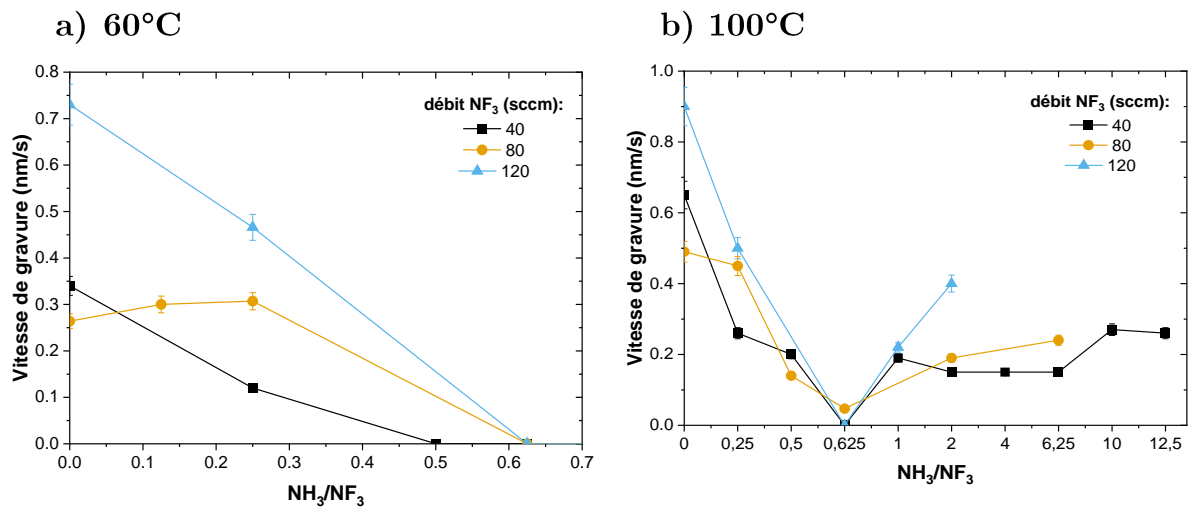 a) 60°C
0.8
0.7
0.6
0.5
0.4
0.3
0.2
0.1
0.0
Vitesse de gravure (nm/s)
débit NF₃ (sccm):
40
80
120
0.0 0.1 0.2 0.3 0.4 0.5 0.6 0.7
NH₃/NF₃
b) 100°C
1.0
0.8
0.6
0.4
0.2
0.0
Vitesse de gravure (nm/s)
débit NF₃ (sccm):
40
80
120
0 0,25 0,5 0,625 1 2 4 6,25 10 12,5
NH₃/NF₃